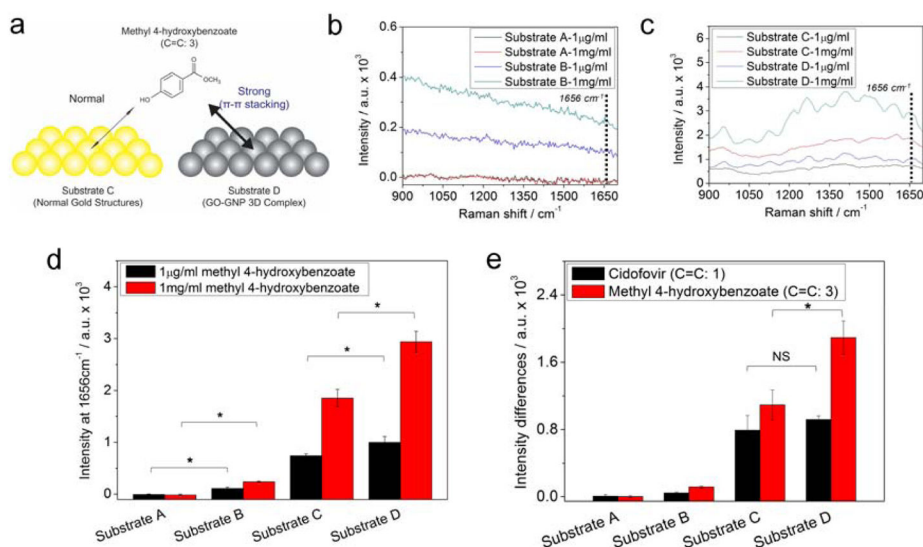 a
Methyl 4-hydroxybenzoate
(C=C: 3)
O
O
CH₃
HO
Normal
Strong
(π-π stacking)
Substrate C
(Normal Gold Structures)
Substrate D
(GO-GNP 3D Complex)
b
Substrate A-1μg/ml
Substrate A-1mg/ml
Substrate B-1μg/ml
Substrate B-1mg/ml
1656 cm⁻¹
Intensity / a.u. x 10³
0.6
0.4
0.2
0.0
900 1050 1200 1350 1500 1650
Raman shift / cm⁻¹
c
Substrate C-1μg/ml
Substrate C-1mg/ml
Substrate D-1μg/ml
Substrate D-1mg/ml
1656 cm⁻¹
Intensity / a.u. x 10³
8
6
4
2
0
900 1050 1200 1350 1500 1650
Raman shift / cm⁻¹
d
1μg/ml methyl 4-hydroxybenzoate
1mg/ml methyl 4-hydroxybenzoate
Intensity at 1656cm⁻¹ / a.u. x 10³
4
3
2
1
0
* * * *
Substrate A Substrate B Substrate C Substrate D
e
Cidofovir (C=C: 1)
Methyl 4-hydroxybenzoate (C=C: 3)
Intensity differences / a.u. x 10³
2.4
1.6
0.8
0.0
*
NS
Substrate A Substrate B Substrate C Substrate D